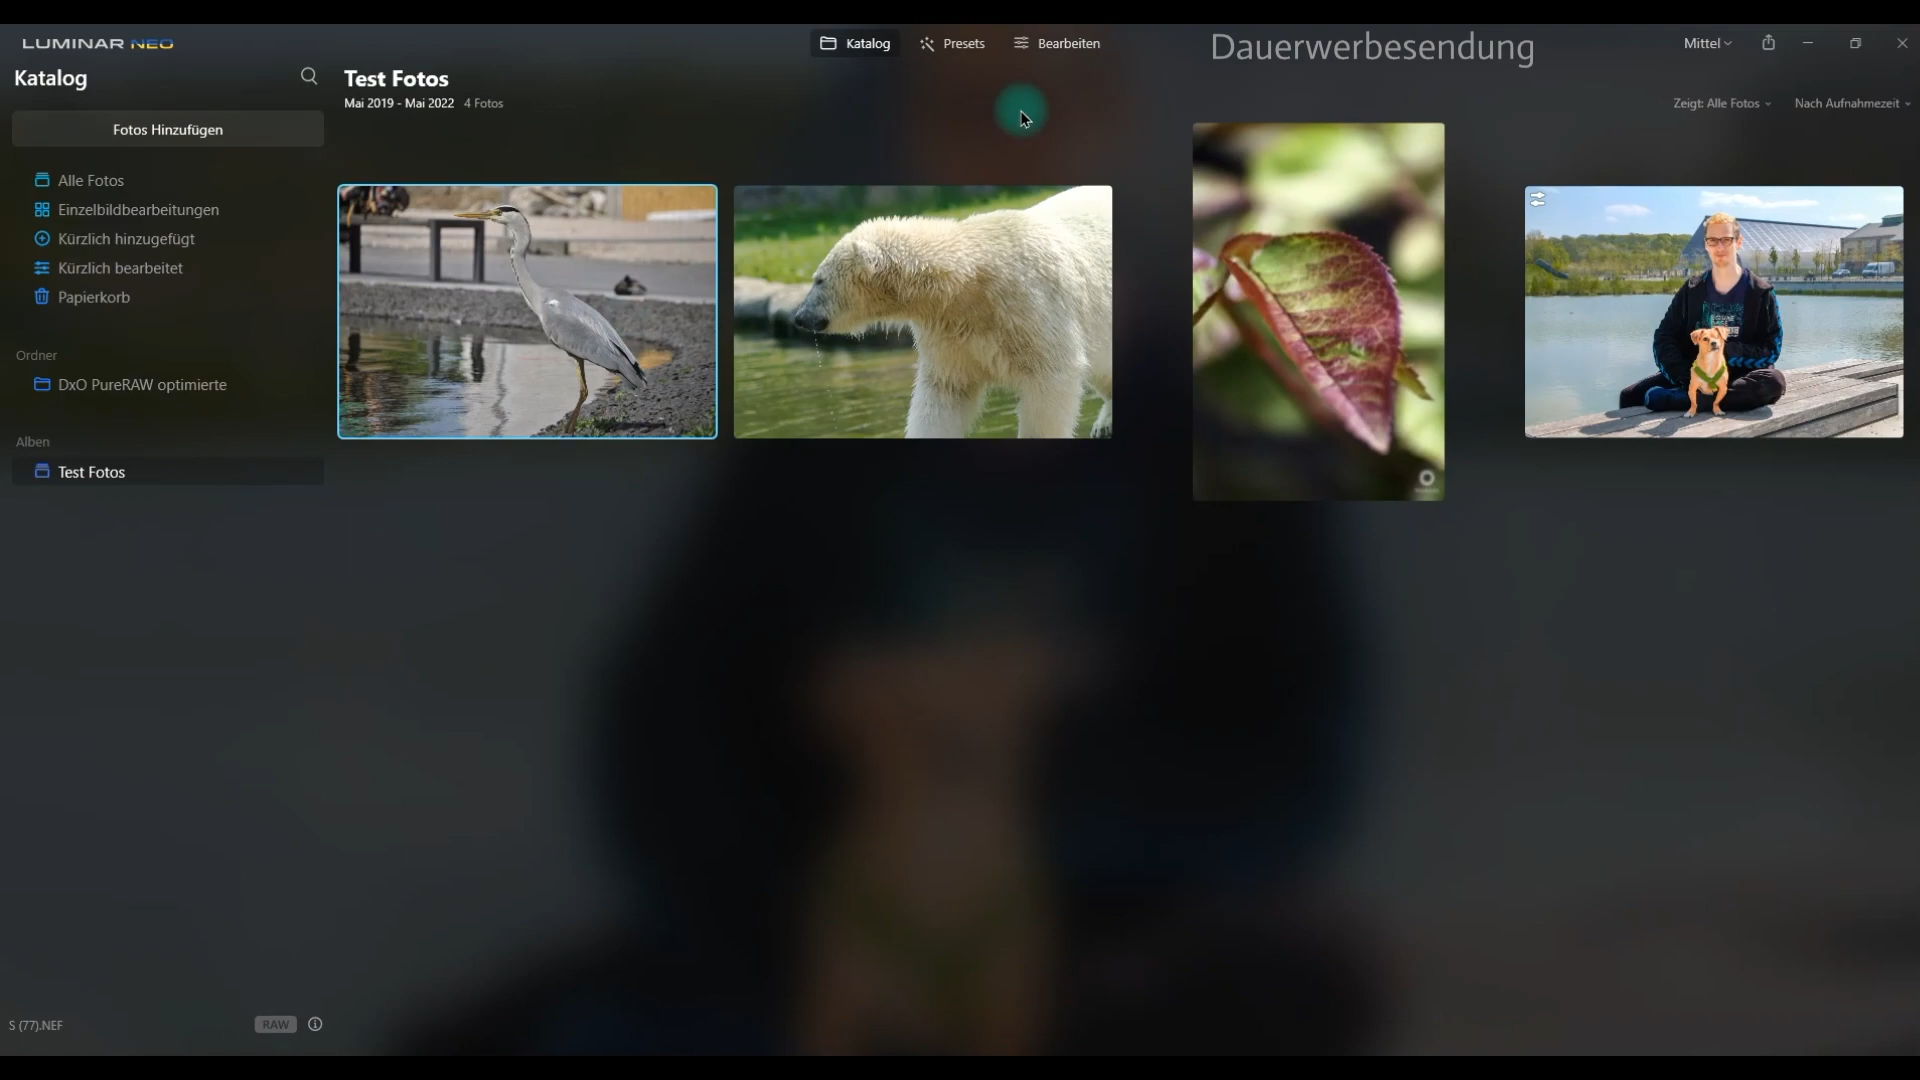 LUMINAR NEO
Katalog
Presets
Bearbeiten
Dauerwerbesendung
Mittel
Katalog
Test Fotos
Mai 2019 - Mai 2022 4 Fotos
Zeigt: Alle Fotos
Nach Aufnahmezeit
Fotos Hinzufügen
Alle Fotos
Einzelbildbearbeitungen
Kürzlich hinzugefügt
Kürzlich bearbeitet
Papierkorb
Ordner
DxO PureRAW optimierte
Alben
Test Fotos
S (77).NEF
RAW